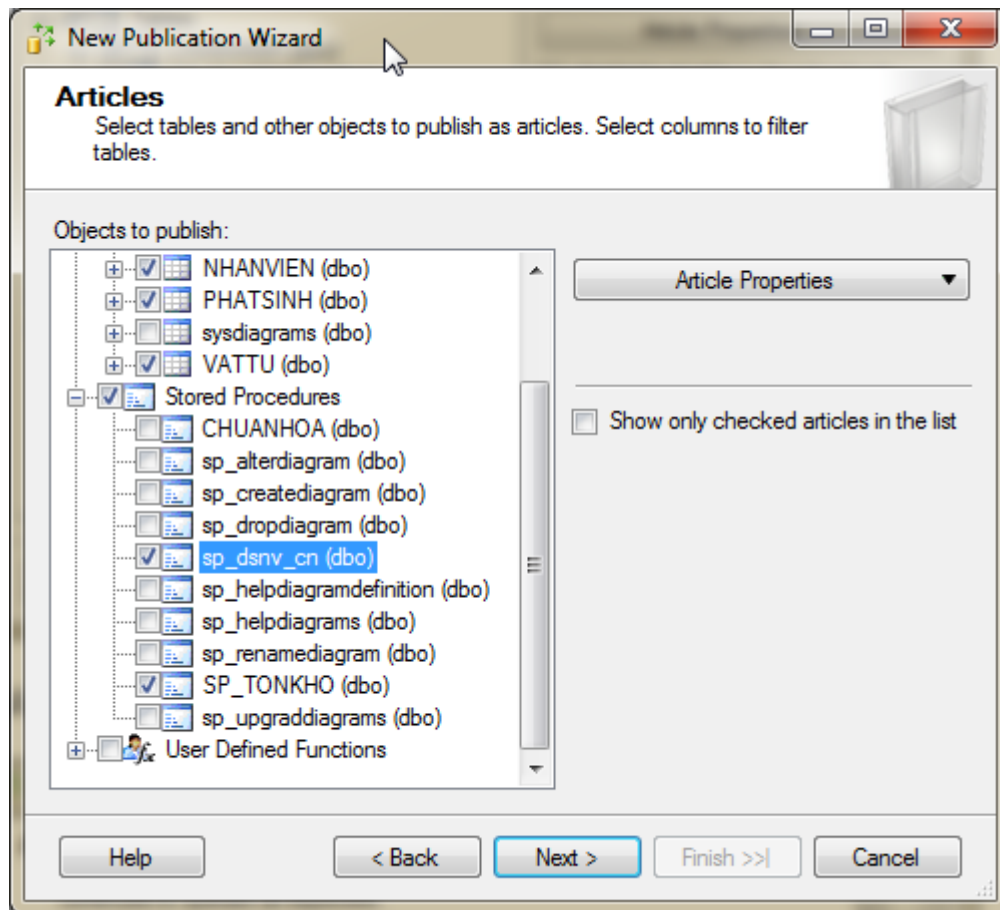 New Publication Wizard
Articles
Select tables and other objects to publish as articles. Select columns to filter
tables.
Objects to publish:
NHANVIEN (dbo)
PHATSINH (dbo)
sysdiagrams (dbo)
VATTU (dbo)
Stored Procedures
CHUANHOA (dbo)
sp_alterdiagram (dbo)
sp_creatediagram (dbo)
sp_dropdiagram (dbo)
sp_dsnv_cn (dbo)
sp_helpdiagramdefinition (dbo)
sp_helpdiagrams (dbo)
sp_renamediagram (dbo)
SP_TONKHO (dbo)
sp_upgraddiagrams (dbo)
User Defined Functions
Article Properties
Show only checked articles in the list
Help
< Back
Next >
Finish >>|
Cancel